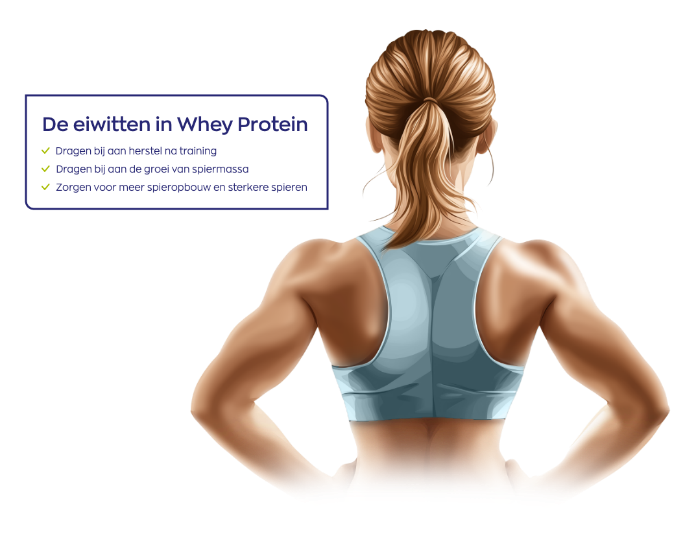 De eiwitten in Whey Protein
Dragen bij aan herstel na training
Dragen bij aan de groei van spiermassa
Zorgen voor meer spieropbouw en sterkere spieren